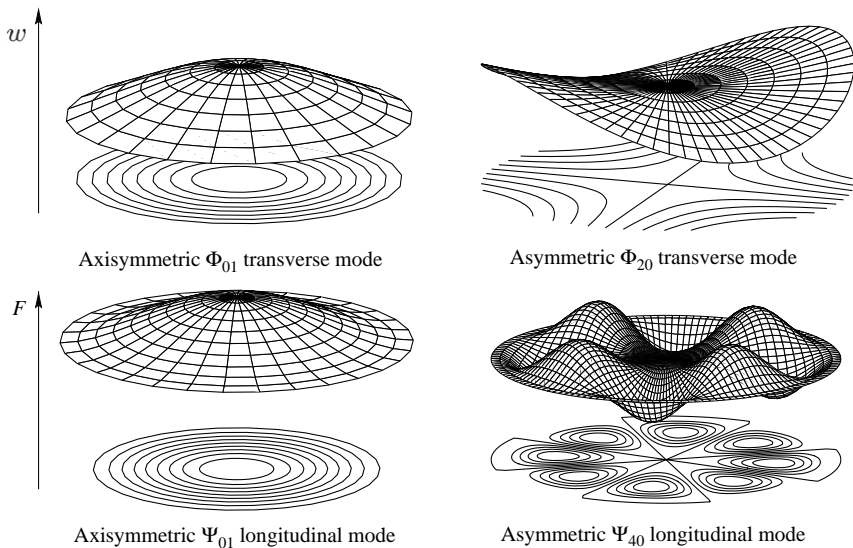 w
Axisymmetric Φ01 transverse mode
Asymmetric Φ20 transverse mode
F
Axisymmetric Ψ01 longitudinal mode
Asymmetric Ψ40 longitudinal mode